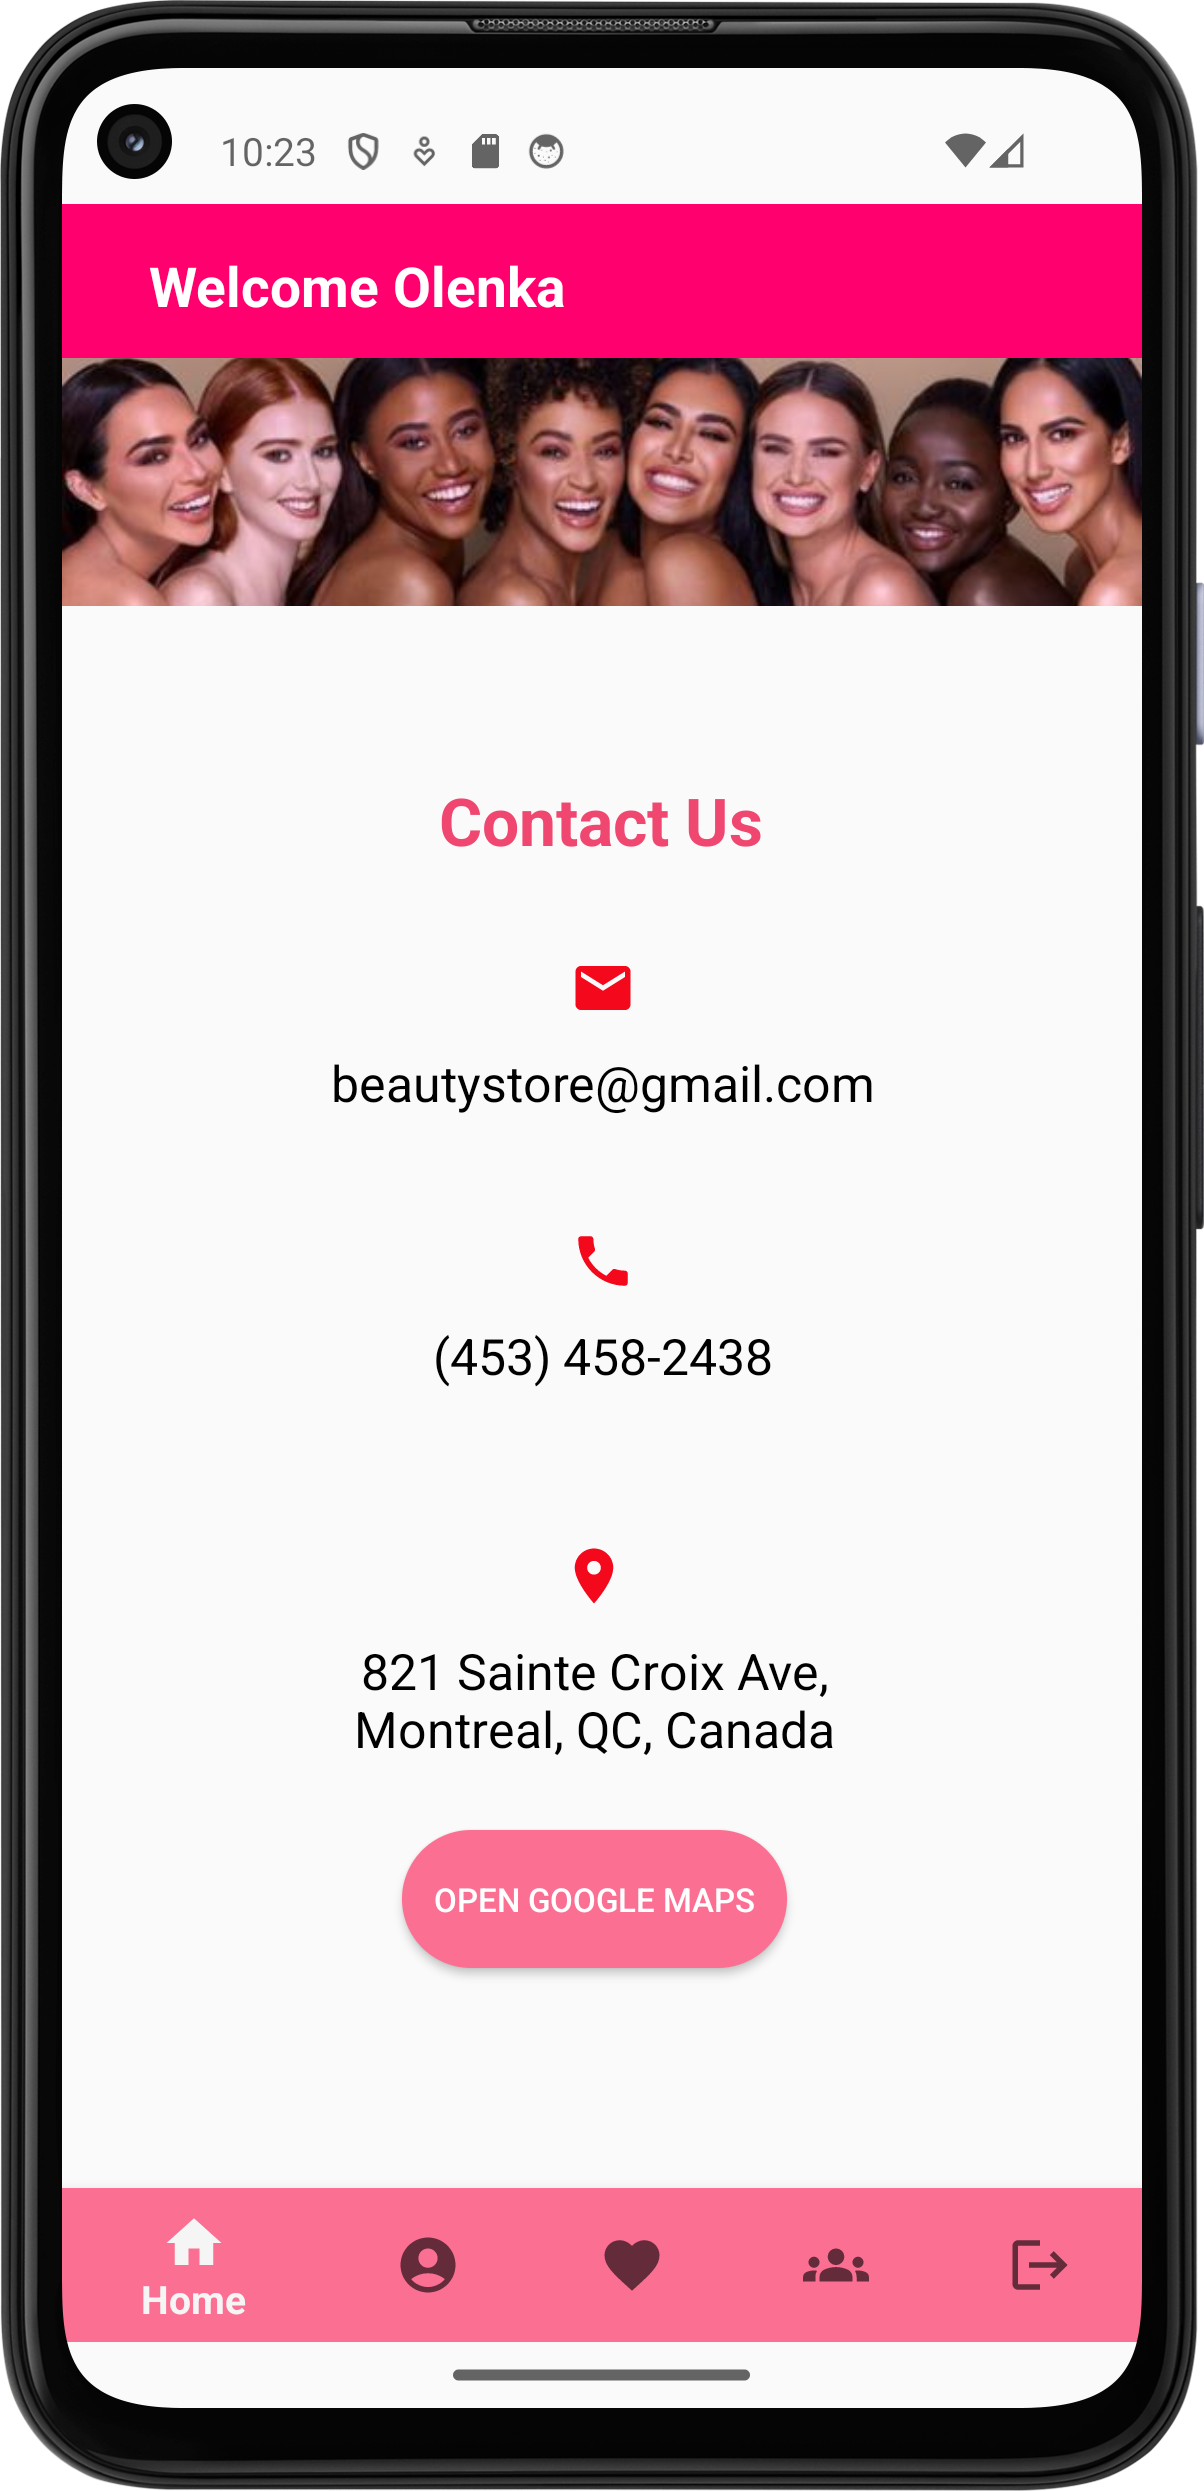 10:23
Welcome Olenka
Contact Us
beautystore@gmail.com
(453) 458-2438
821 Sainte Croix Ave,
Montreal, QC, Canada
OPEN GOOGLE MAPS
Home